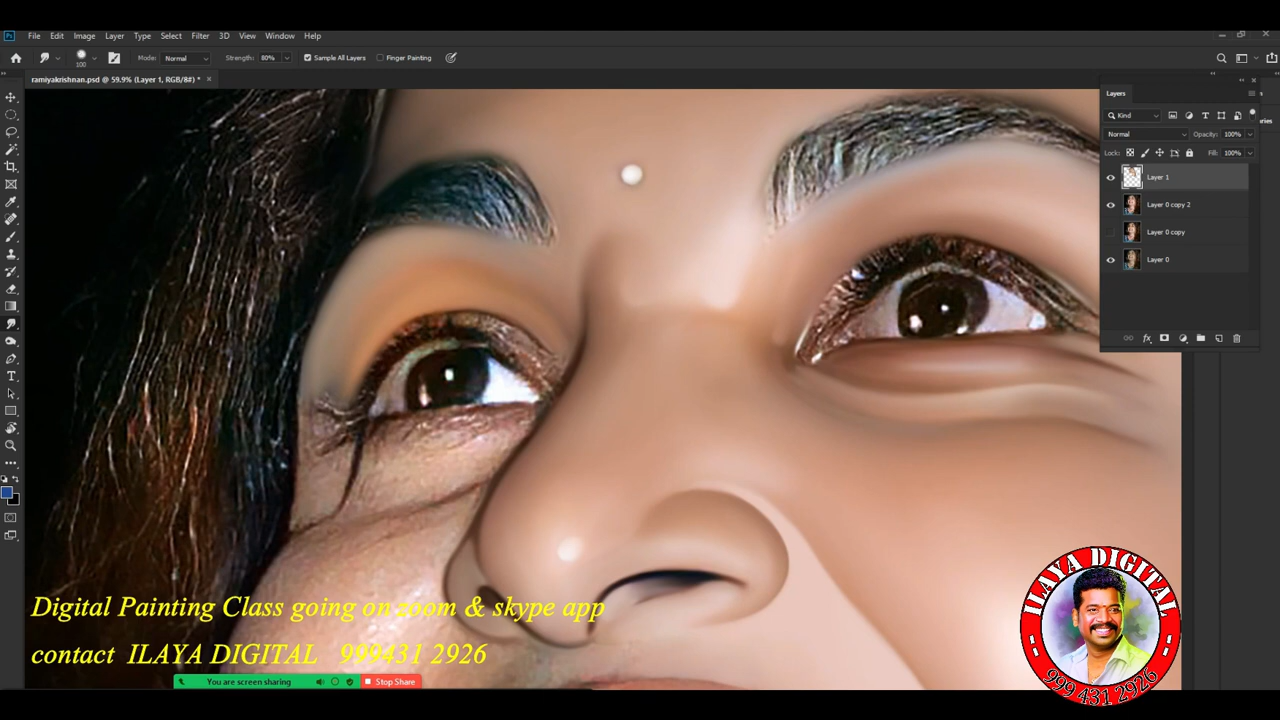 File Edit Image Layer Type Select Filter 3D View Window Help
100 Mode: Normal Strength: 80% Sample All Layers Finger Painting
ramiyakrishnan.psd @ 59.9% (Layer 1, RGB/8#) *
Layers
Kind
Normal Opacity: 100%
Lock: Fill: 100%
Layer 1
Layer 0 copy 2
Layer 0 copy
Layer 0
Digital Painting Class going on zoom & skype app
contact ILAYA DIGITAL 999431 2926
You are screen sharing Stop Share
ILAYA DIGITAL
999 431 2926